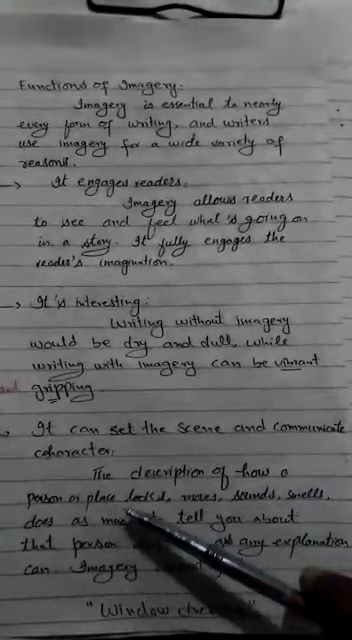 Functions of Imagery:-
Imagery is essential to nearly
every form of writing, and writers
use imagery for a wide variety of
reasons.
→ It engages readers.
Imagery allows readers
to see and feel what's going on
in a story. It fully engages the
reader's imagination.
→ It's interesting:
Writing without imagery
would be dry and dull, while
writing with imagery can be vibrant
and gripping
→ It can set the scene and communicate
character:
The description of how a
person or place looks, moves, sounds, smells,
does as much to tell you about
that person any explanation
can Imagery
"Window